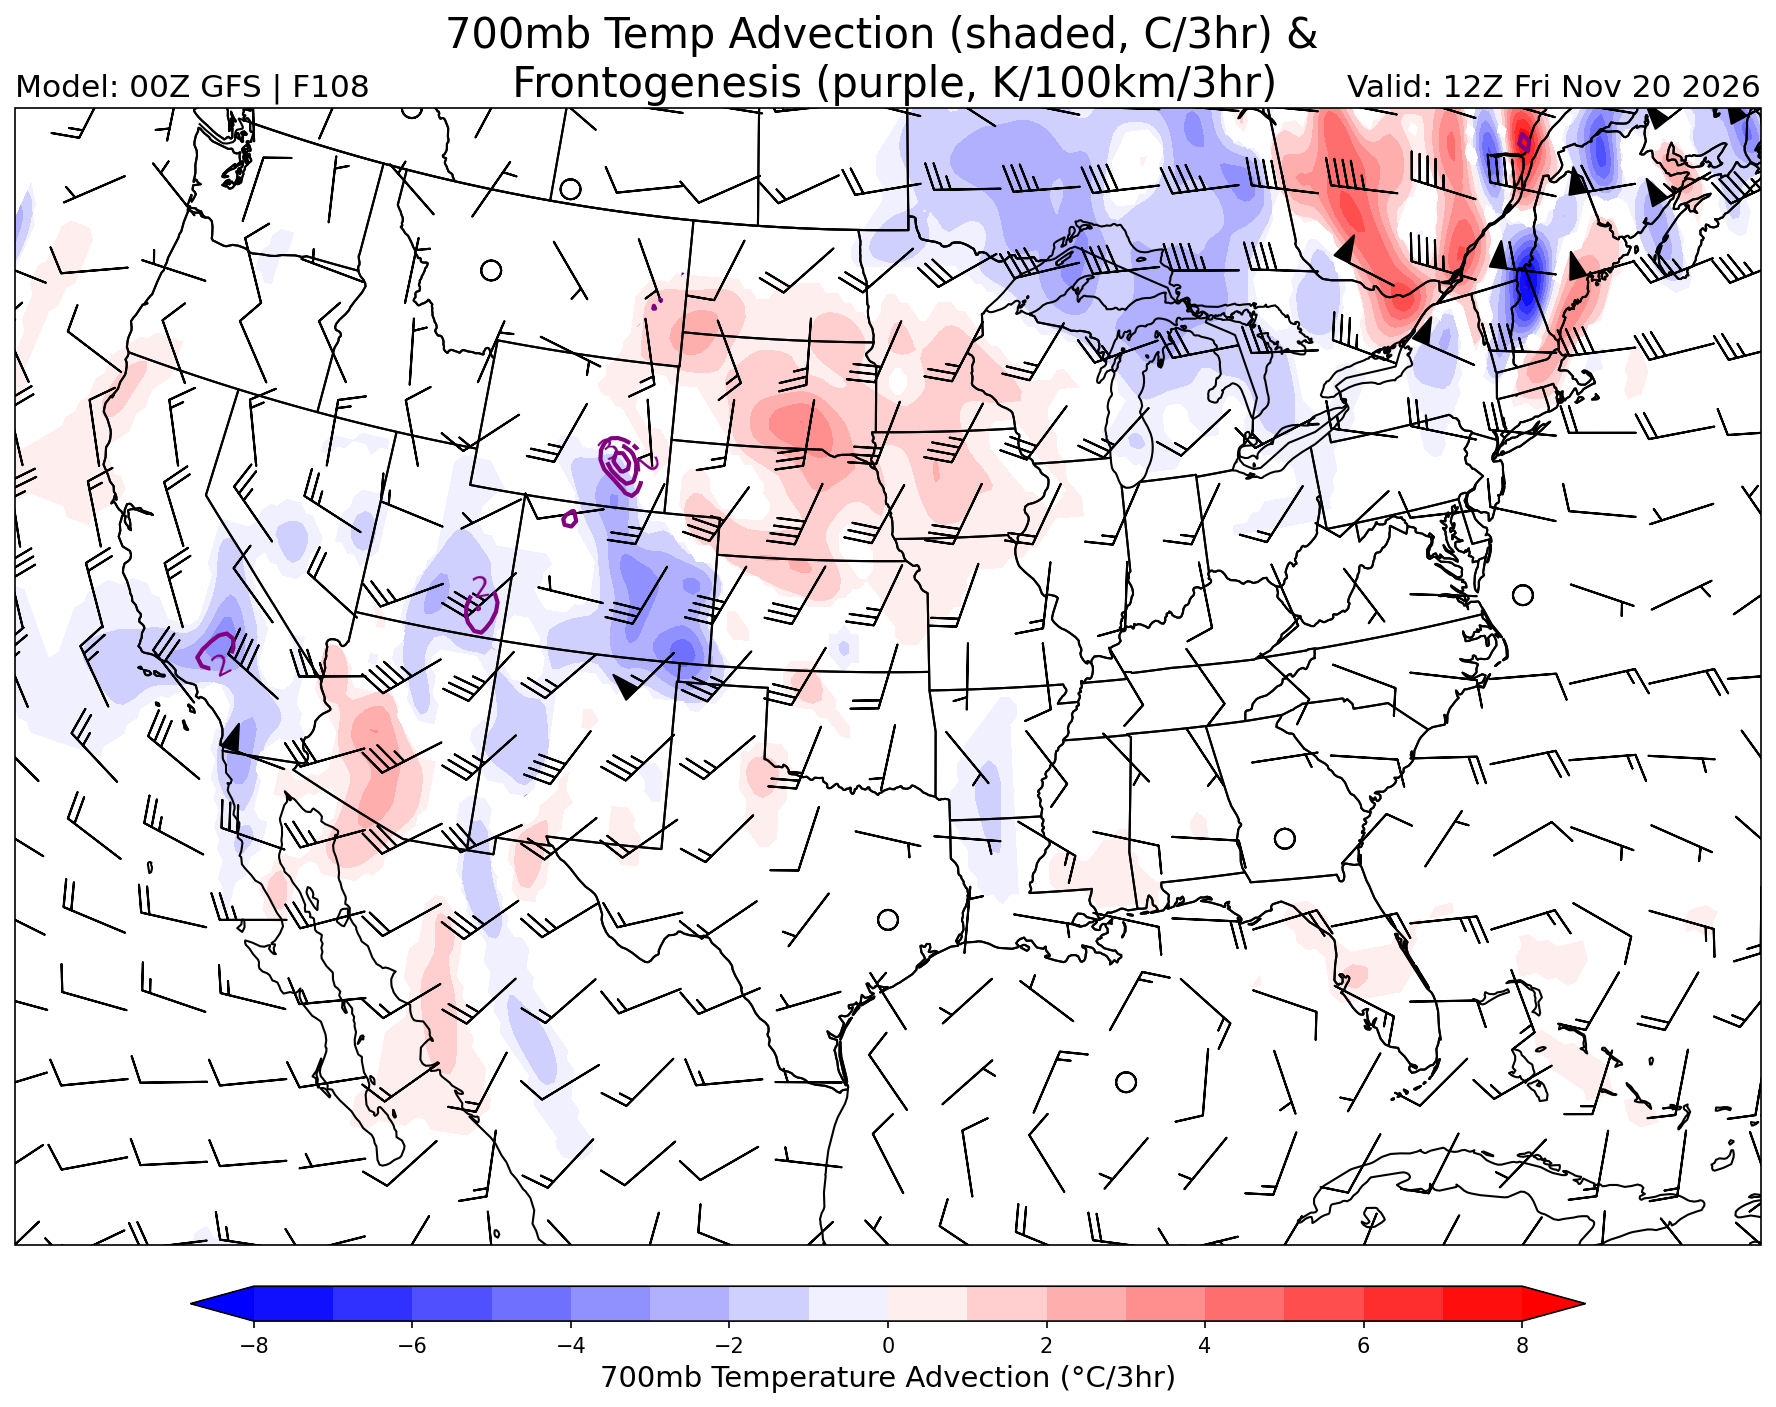 700mb Temp Advection (shaded, C/3hr) &
Frontogenesis (purple, K/100km/3hr)
Model: 00Z GFS | F108
Valid: 12Z Fri Nov 20 2026
2
2
2
−8 −6 −4 −2 0 2 4 6 8
700mb Temperature Advection (°C/3hr)